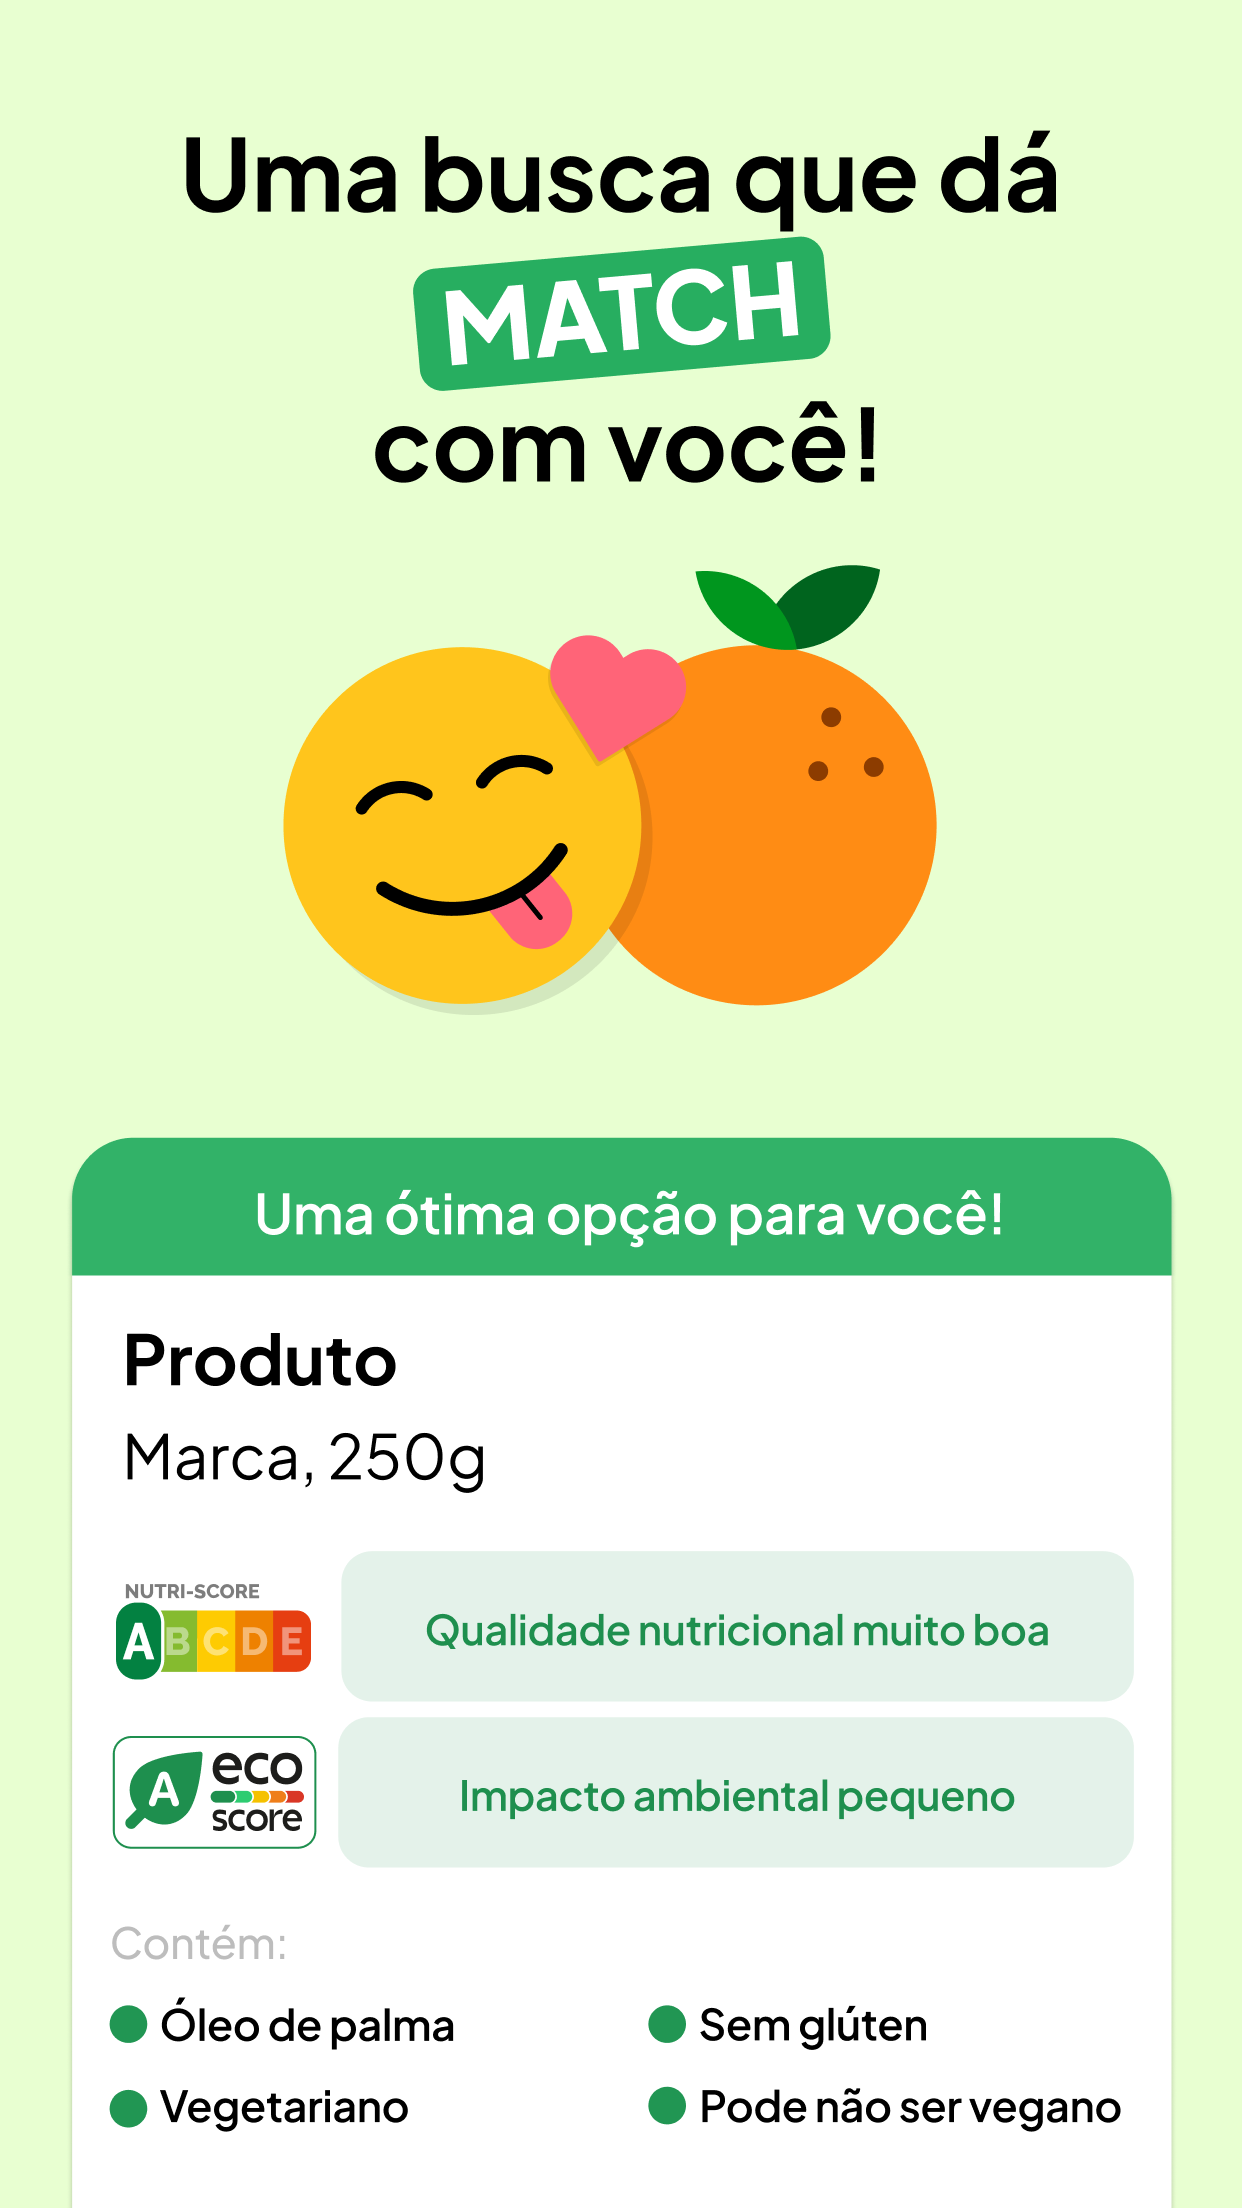 Uma busca que dá
MATCH
com você!
Uma ótima opção para você!
Produto
Marca, 250g
NUTRI-SCORE
A B C D E
Qualidade nutricional muito boa
A eco
score
Impacto ambiental pequeno
Contém:
Óleo de palma
Sem glúten
Vegetariano
Pode não ser vegano